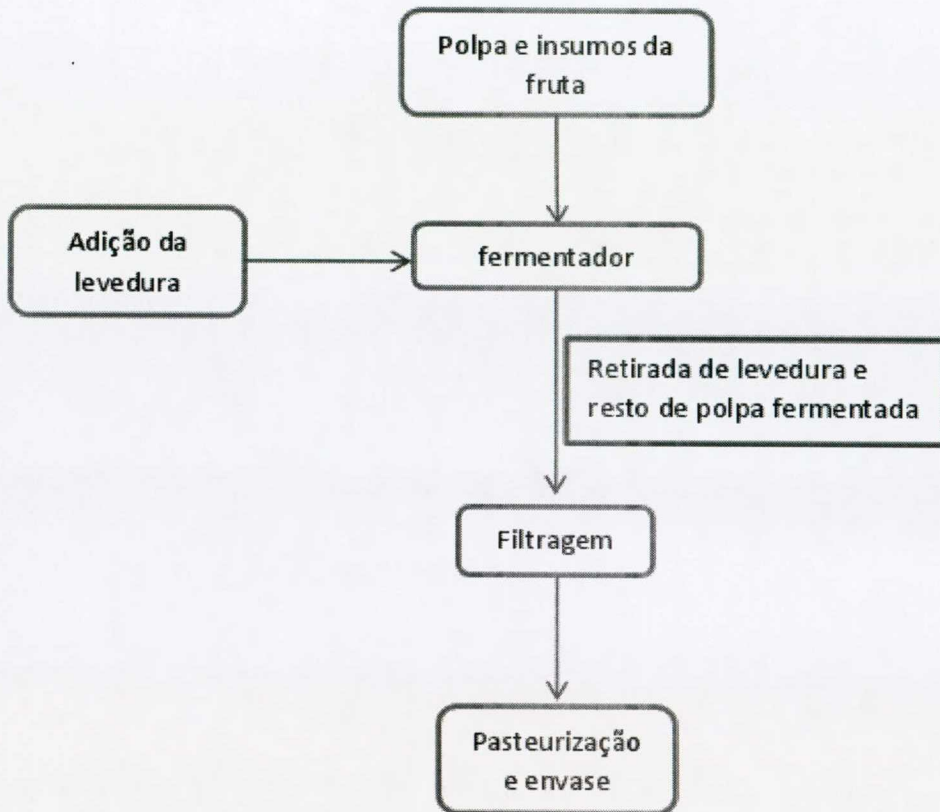 Polpa e insumos da
fruta
Adição da
levedura
fermentador
Retirada de levedura e
resto de polpa fermentada
Filtragem
Pasteurização
e envase